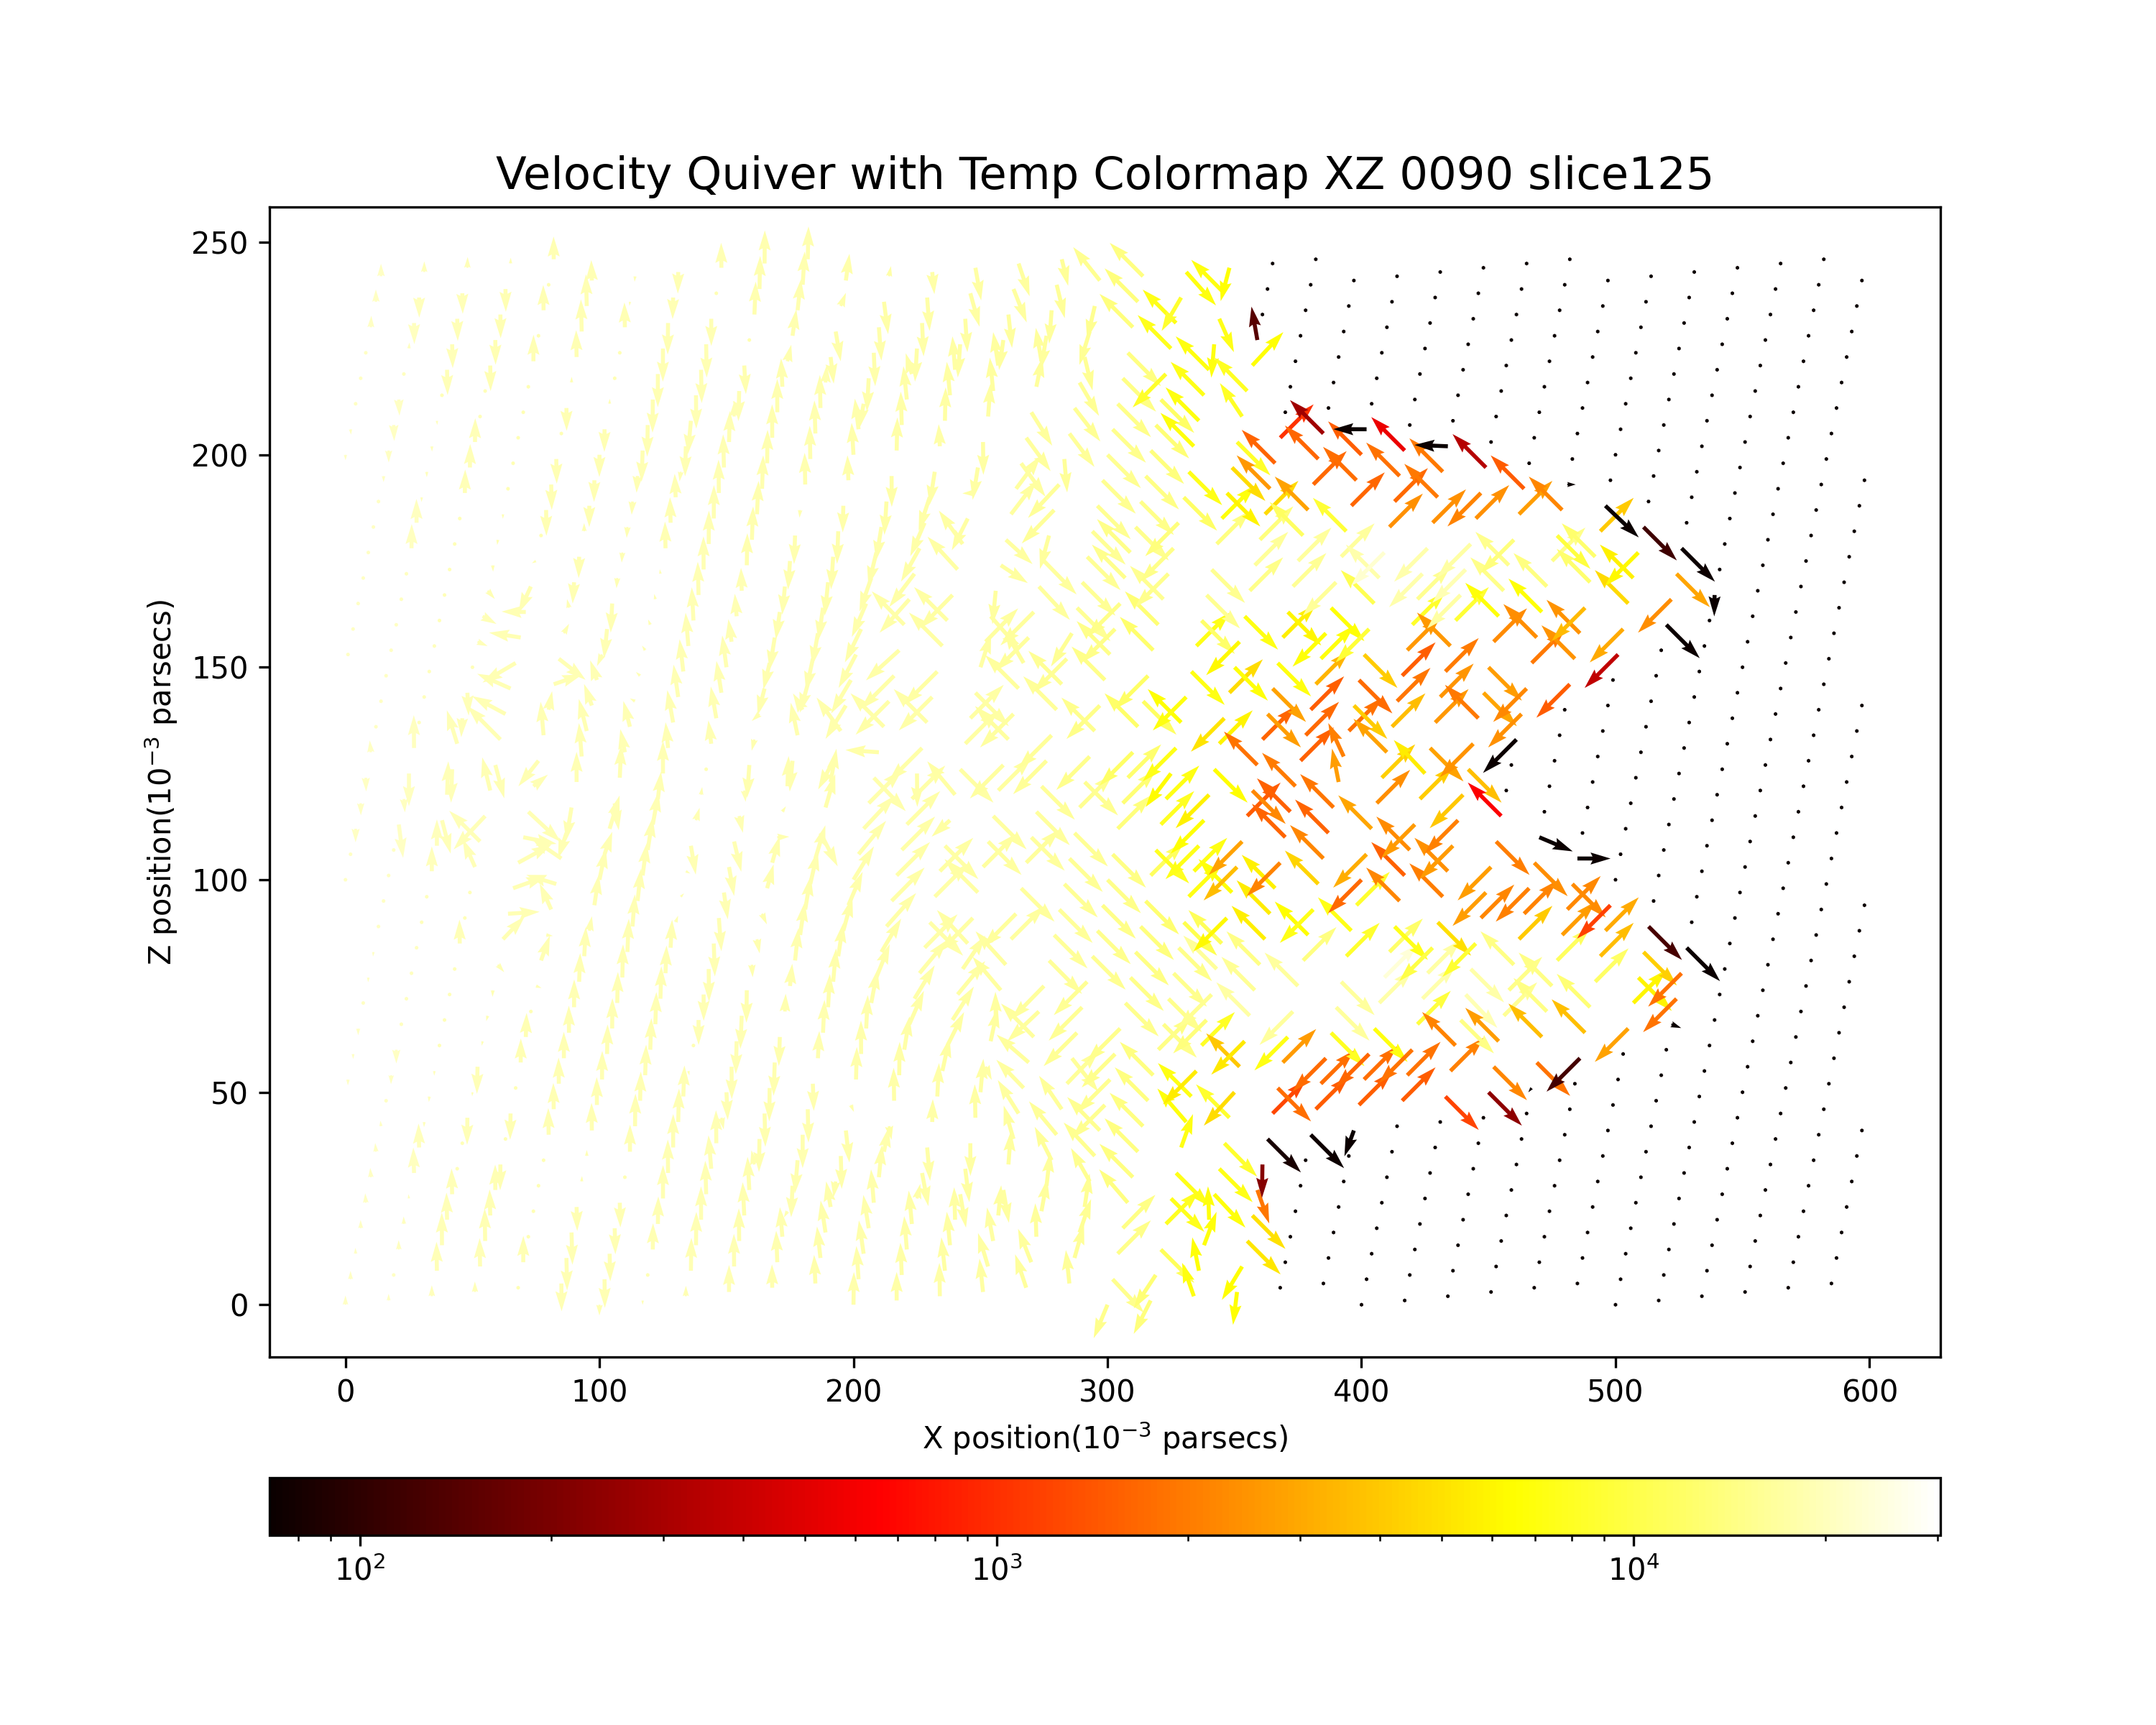 Velocity Quiver with Temp Colormap XZ 0090 slice125
250
200
150
100
50
0
Z position(10⁻³ parsecs)
0 100 200 300 400 500 600
X position(10⁻³ parsecs)
10² 10³ 10⁴